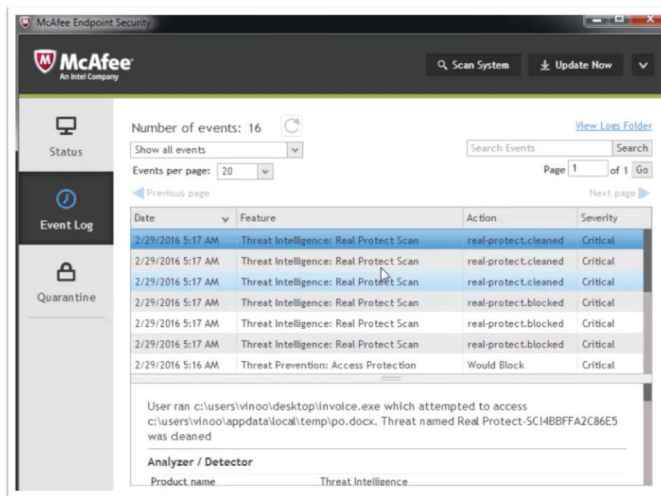 McAfee Endpoint Security
McAfee
An Intel Company
Scan System
Update Now
Status
Event Log
Quarantine
Number of events: 16
View Logs Folder
Show all events
Search Events
Search
Events per page: 20
Page 1 of 1 Go
Previous page
Next page
Date Feature Action Severity
2/29/2016 5:17 AM Threat Intelligence: Real Protect Scan real-protect.cleaned Critical
2/29/2016 5:17 AM Threat Intelligence: Real Protect Scan real-protect.cleaned Critical
2/29/2016 5:17 AM Threat Intelligence: Real Protect Scan real-protect.cleaned Critical
2/29/2016 5:17 AM Threat Intelligence: Real Protect Scan real-protect.blocked Critical
2/29/2016 5:17 AM Threat Intelligence: Real Protect Scan real-protect.blocked Critical
2/29/2016 5:17 AM Threat Intelligence: Real Protect Scan real-protect.blocked Critical
2/29/2016 5:16 AM Threat Prevention: Access Protection Would Block Critical
User ran c:\users\vinoo\desktop\invoice.exe which attempted to access
c:\users\vinoo\appdata\local\temp\po.docx. Threat named Real Protect-SC!4BBFFA2C86E5
was cleaned
Analyzer / Detector
Product name Threat Intelligence